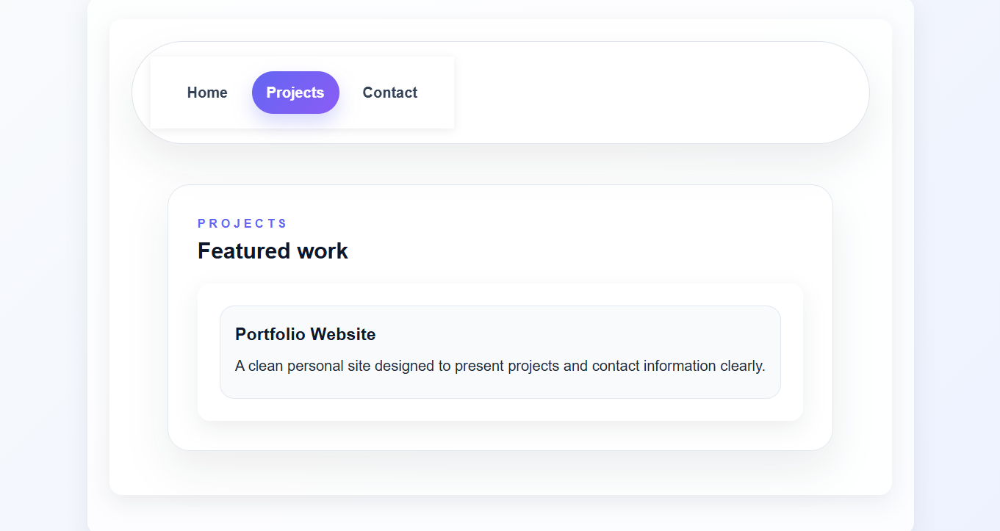 Home Projects Contact
PROJECTS
Featured work
Portfolio Website
A clean personal site designed to present projects and contact information clearly.